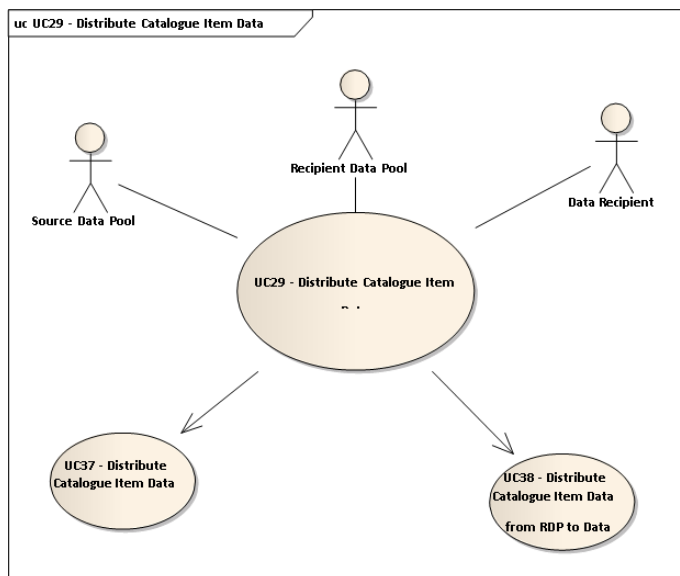 uc UC29 - Distribute Catalogue Item Data
Recipient Data Pool
Source Data Pool
Data Recipient
UC29 - Distribute Catalogue Item
UC37 - Distribute
Catalogue Item Data
UC38 - Distribute
Catalogue Item Data
from RDP to Data